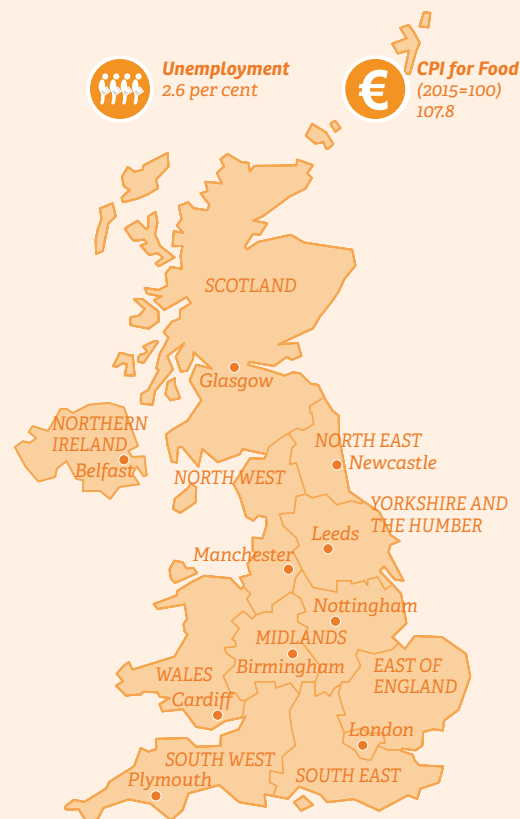 Unemployment
2.6 per cent
€
CPI for Food
(2015=100)
107.8
SCOTLAND
Glasgow
NORTHERN
IRELAND
Belfast
NORTH EAST
Newcastle
NORTH WEST
YORKSHIRE AND
THE HUMBER
Leeds
Manchester
Nottingham
MIDLANDS
Birmingham
EAST OF
ENGLAND
WALES
Cardiff
London
SOUTH WEST
SOUTH EAST
Plymouth